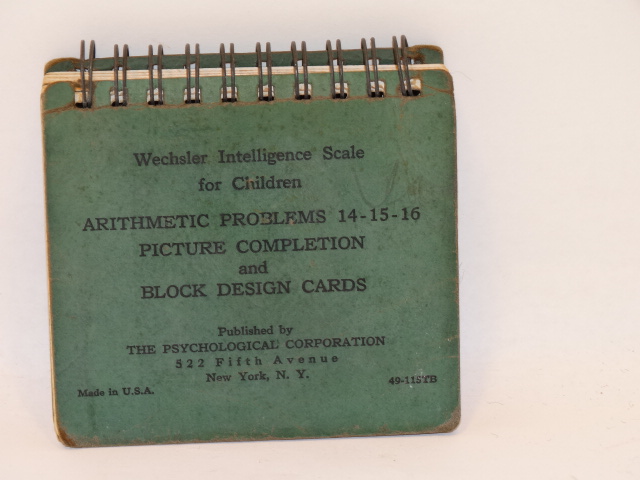 Wechsler Intelligence Scale
for Children
ARITHMETIC PROBLEMS 14-15-16
PICTURE COMPLETION
and
BLOCK DESIGN CARDS
Published by
THE PSYCHOLOGICAL CORPORATION
522 Fifth Avenue
New York, N. Y.
Made in U.S.A.
49-115TB